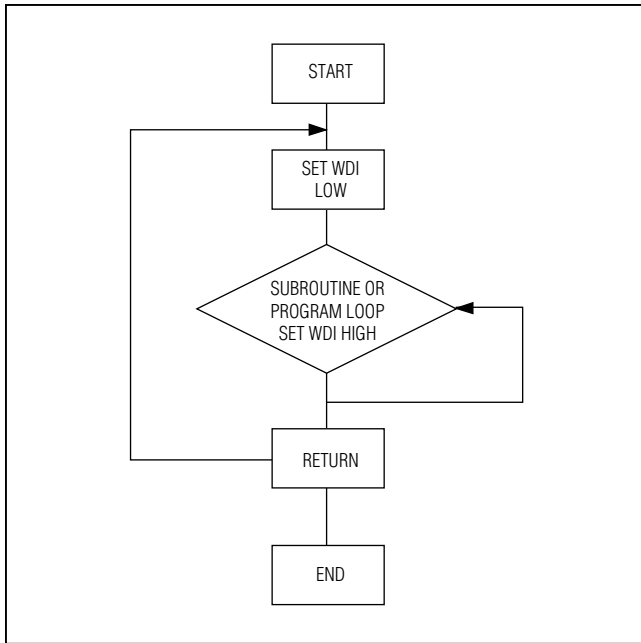 START
SET WDI
LOW
SUBROUTINE OR
PROGRAM LOOP
SET WDI HIGH
RETURN
END